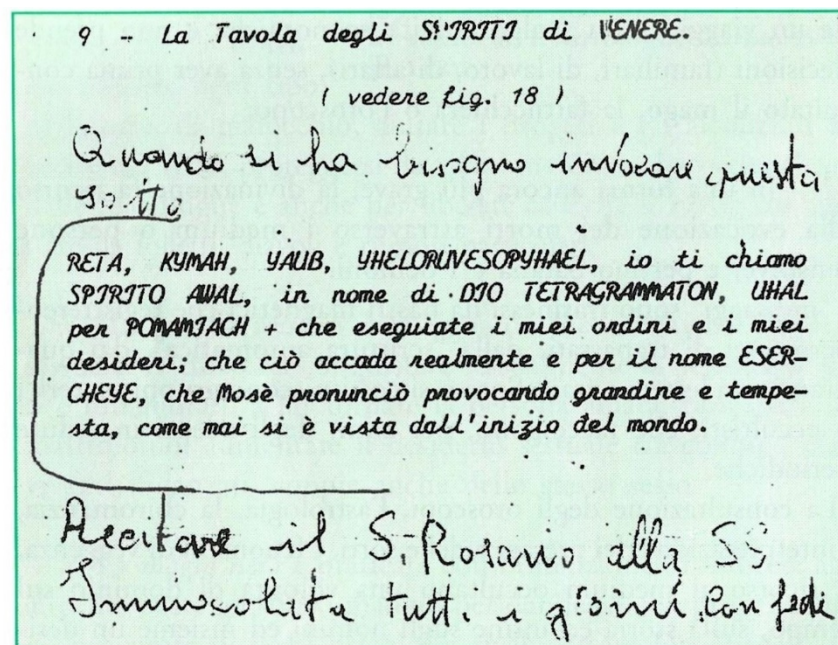 9 - La Tavola degli SPIRITI di VENERE.
( vedere fig. 18 )
Quando si ha bisogno invocare questa
RETA, KYMAH, YAUB, YHELORUVESOPYHAEL, io ti chiamo
SPIRITO AWAL, in nome di DIO TETRAGRAMMATON, UHAL
per POMAMIACH + che eseguiate i miei ordini e i miei
desideri; che ciò accada realmente e per il nome ESER-
CHEYE, che Mosè pronunciò provocando grandine e tempe-
sta, come mai si è vista dall'inizio del mondo.
Recitare il S. Rosario alla SS
Immacolata tutti i giorni. Con fede